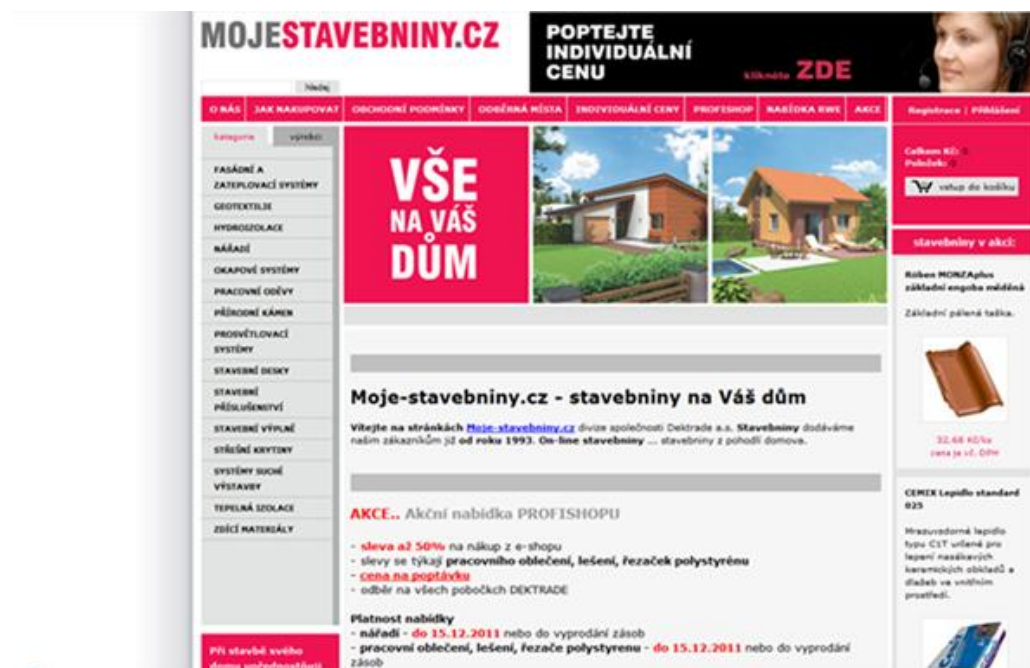 MOJESTAVEBNINY.CZ
POPTEJTE
INDIVIDUÁLNÍ
CENU
klikněte ZDE
hledej
O NÁS JAK NAKUPOVAT OBCHODNÍ PODMÍNKY ODBĚRNÁ MÍSTA INDIVIDUÁLNÍ CENY PROFISHOP NABÍDKA RWE AKCE Registrace | Přihlášení
kategorie výrobci
FASÁDNÍ A
ZATEPLOVACÍ SYSTÉMY
GEOTEXTILIE
HYDROIZOLACE
NÁŘADÍ
OKAPOVÉ SYSTÉMY
PRACOVNÍ ODĚVY
PŘÍRODNÍ KÁMEN
PROSVĚTLOVACÍ
SYSTÉMY
STAVEBNÍ DESKY
STAVEBNÍ
PŘÍSLUŠENSTVÍ
STAVEBNÍ VÝPLNĚ
STŘEŠNÍ KRYTINY
SYSTÉMY SUCHÉ
VÝSTAVBY
TEPELNÁ IZOLACE
ZDÍCÍ MATERIÁLY
Při stavbě svého
VŠE
NA VÁŠ
DŮM
Moje-stavebniny.cz - stavebniny na Váš dům
Vítejte na stránkách Moje-stavebniny.cz divize společnosti Dektrade a.s. Stavebniny dodáváme
našim zákazníkům již od roku 1993. On-line stavebniny ... stavebniny z pohodlí domova.
AKCE.. Akční nabídka PROFISHOPU
- sleva až 50% na nákup z e-shopu
- slevy se týkají pracovního oblečení, lešení, řezaček polystyrénu
- cena na poptávku
- odběr na všech pobočkch DEKTRADE
Platnost nabídky
- nářadí - do 15.12.2011 nebo do vyprodání zásob
- pracovní oblečení, lešení, řezače polystyrenu - do 15.12.2011 nebo do vyprodání
zásob
Celkem Kč: 0
Položek: 0
vstup do košíku
stavebniny v akci:
Röben MONZAplus
základní engoba měděná
Základní pálená taška.
32,68 Kč/ks
cena je vč. DPH
CEMIX Lepidlo standard
025
Mrazuvzdorné lepidlo
typu C1T určené pro
lepení nasákavých
keramických obkladů a
dlažeb ve vnitřním
prostředí.